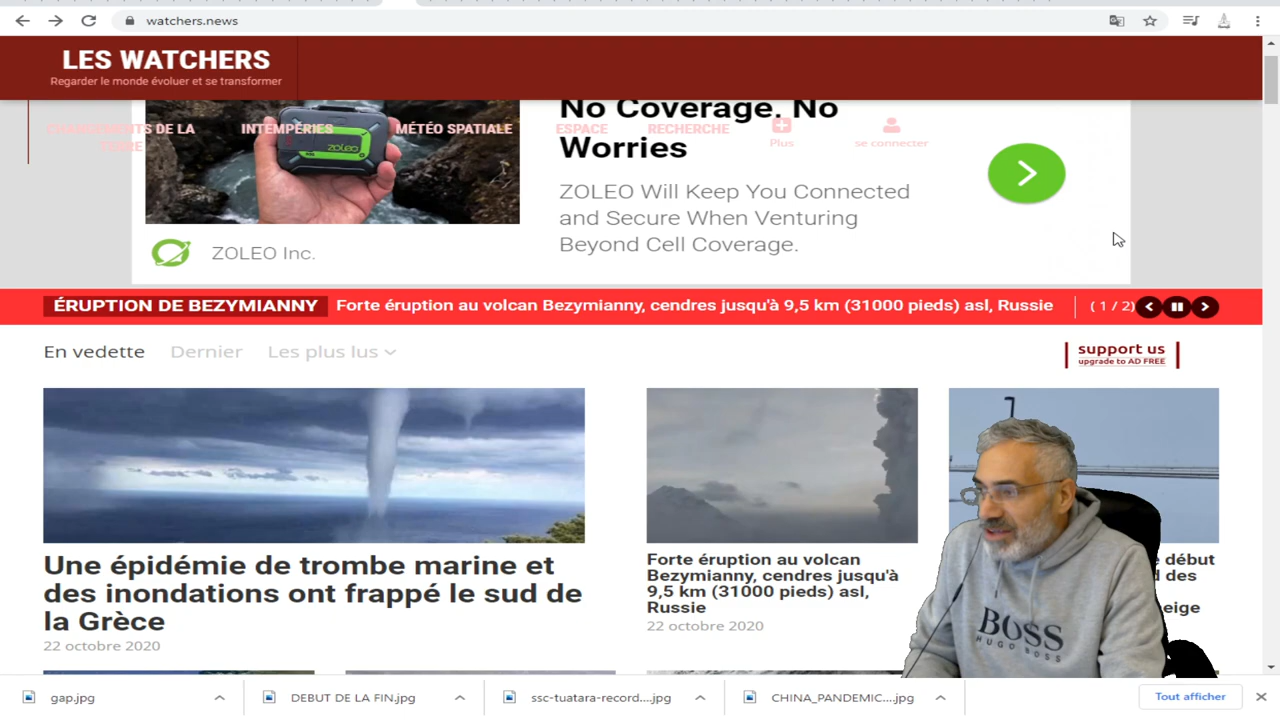 watchers.news
LES WATCHERS
Regarder le monde évoluer et se transformer
No Coverage. No
Worries
CHANGEMENTS DE LA
TERRE
INTEMPÉRIES
MÉTÉO SPATIALE
ESPACE
RECHERCHE
Plus
se connecter
zoleo
ZOLEO Will Keep You Connected
and Secure When Venturing
Beyond Cell Coverage.
ZOLEO Inc.
ÉRUPTION DE BEZYMIANNY Forte éruption au volcan Bezymianny, cendres jusqu'à 9,5 km (31000 pieds) asl, Russie ( 1 / 2)
En vedette Dernier Les plus lus
support us
upgrade to AD FREE
Une épidémie de trombe marine et
des inondations ont frappé le sud de
la Grèce
22 octobre 2020
Forte éruption au volcan
Bezymianny, cendres jusqu'à
9,5 km (31000 pieds) asl,
Russie
22 octobre 2020
début
des
BOSS
HUGO BOSS
gap.jpg
DEBUT DE LA FIN.jpg
ssc-tuatara-record....jpg
CHINA_PANDEMIC....jpg
Tout afficher